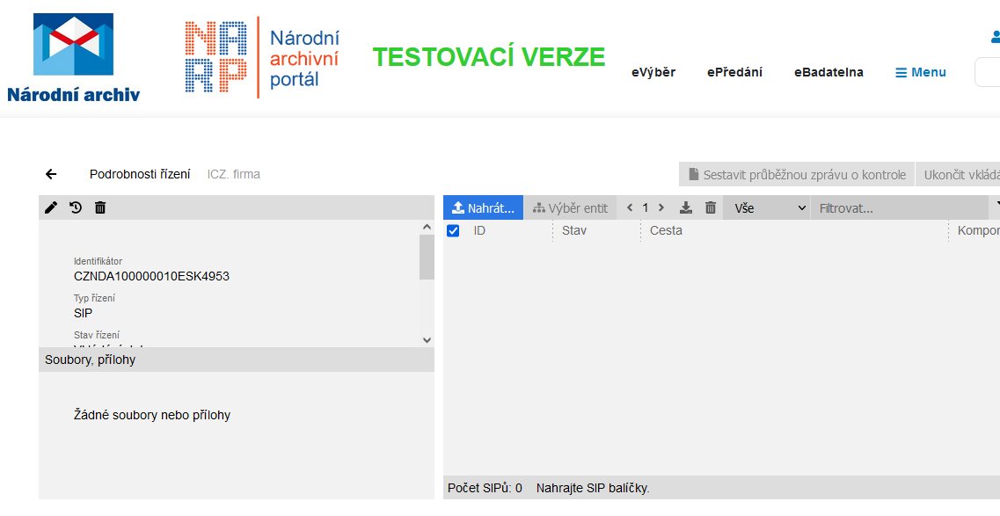 Národní archiv
NA
RP
Národní
archivní
portál
TESTOVACÍ VERZE
eVýběr ePředání eBadatelna Menu
Podrobnosti řízení ICZ. firma
Sestavit průběžnou zprávu o kontrole Ukončit vkládá
Nahrát... Výběr entit 1 Vše Filtrovat...
ID Stav Cesta Kompor
Identifikátor
CZNDA100000010ESK4953
Typ řízení
SIP
Stav řízení
Soubory, přílohy
Žádné soubory nebo přílohy
Počet SIPů: 0 Nahrajte SIP balíčky.